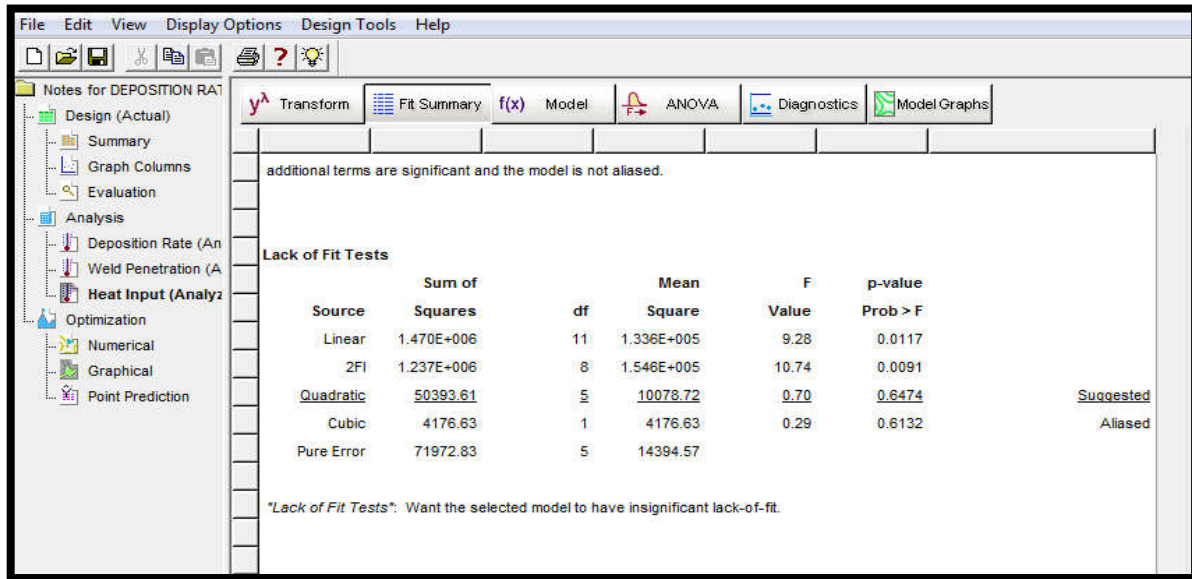 File Edit View Display Options Design Tools Help
Notes for DEPOSITION RAT
Design (Actual)
Summary
Graph Columns
Evaluation
Analysis
Deposition Rate (An
Weld Penetration (A
Heat Input (Analyz
Optimization
Numerical
Graphical
Point Prediction
yλ Transform Fit Summary f(x) Model ANOVA Diagnostics Model Graphs
additional terms are significant and the model is not aliased.
Lack of Fit Tests
Sum of Mean F p-value
Source Squares df Square Value Prob > F
Linear 1.470E+006 11 1.336E+005 9.28 0.0117
2FI 1.237E+006 8 1.546E+005 10.74 0.0091
Quadratic 50393.61 5 10078.72 0.70 0.6474 Suggested
Cubic 4176.63 1 4176.63 0.29 0.6132 Aliased
Pure Error 71972.83 5 14394.57
"Lack of Fit Tests": Want the selected model to have insignificant lack-of-fit.